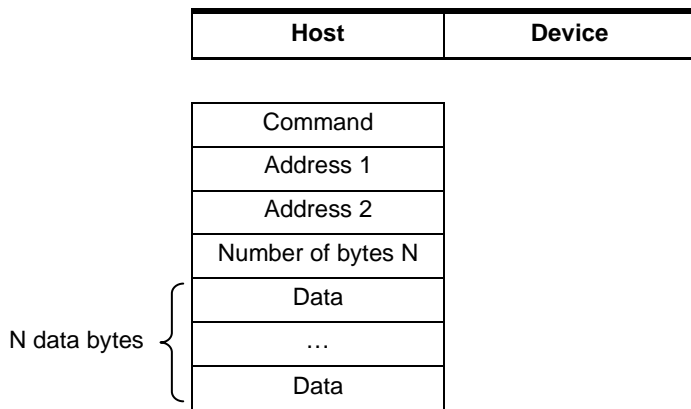 Host Device
Command
Address 1
Address 2
Number of bytes N
Data
N data bytes …
Data